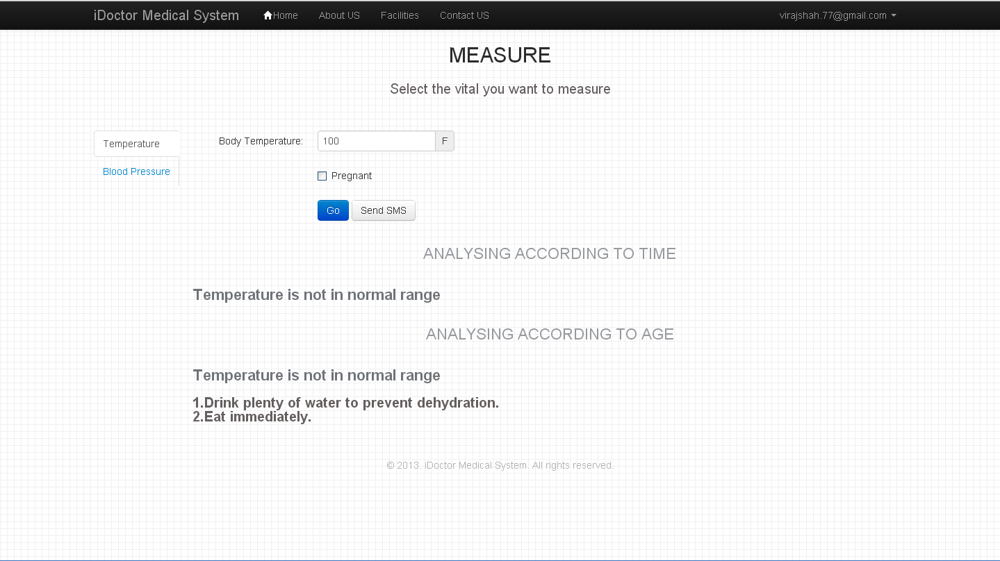 iDoctor Medical System Home About US Facilities Contact US virajshah.77@gmail.com
MEASURE
Select the vital you want to measure
Temperature
Body Temperature: 100 F
Blood Pressure
Pregnant
Go Send SMS
ANALYSING ACCORDING TO TIME
Temperature is not in normal range
ANALYSING ACCORDING TO AGE
Temperature is not in normal range
1.Drink plenty of water to prevent dehydration.
2.Eat immediately.
© 2013. iDoctor Medical System. All rights reserved.